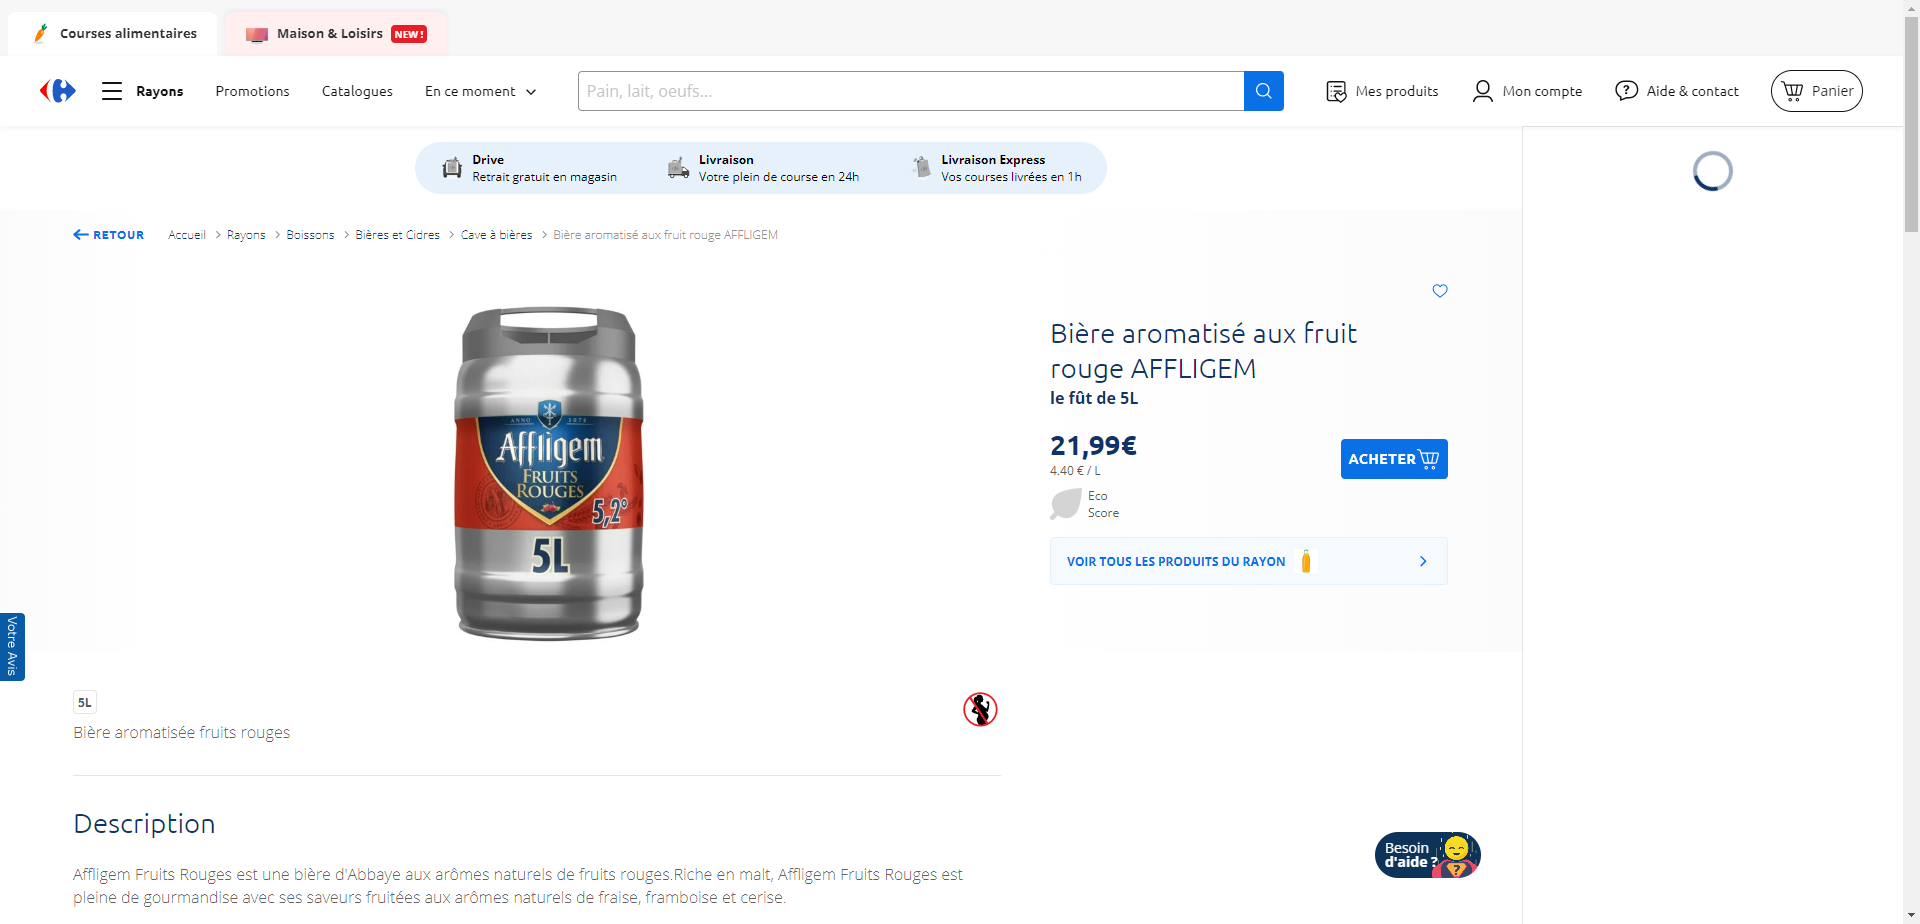 Courses alimentaires
Maison & Loisirs NEW !
Rayons
Promotions
Catalogues
En ce moment
Pain, lait, oeufs...
Mes produits
Mon compte
Aide & contact
Panier
Drive
Retrait gratuit en magasin
Livraison
Votre plein de course en 24h
Livraison Express
Vos courses livrées en 1h
RETOUR
Accueil > Rayons > Boissons > Bières et Cidres > Cave à bières > Bière aromatisé aux fruit rouge AFFLIGEM
ANNO 1074
Affligem
FRUITS
ROUGES
5,2°
5L
Bière aromatisé aux fruit
rouge AFFLIGEM
le fût de 5L
21,99€
4.40 € / L
ACHETER
Eco
Score
VOIR TOUS LES PRODUITS DU RAYON
Votre Avis
5L
Bière aromatisée fruits rouges
Description
Affligem Fruits Rouges est une bière d'Abbaye aux arômes naturels de fruits rouges.Riche en malt, Affligem Fruits Rouges est
pleine de gourmandise avec ses saveurs fruitées aux arômes naturels de fraise, framboise et cerise.
Besoin
d'aide ?